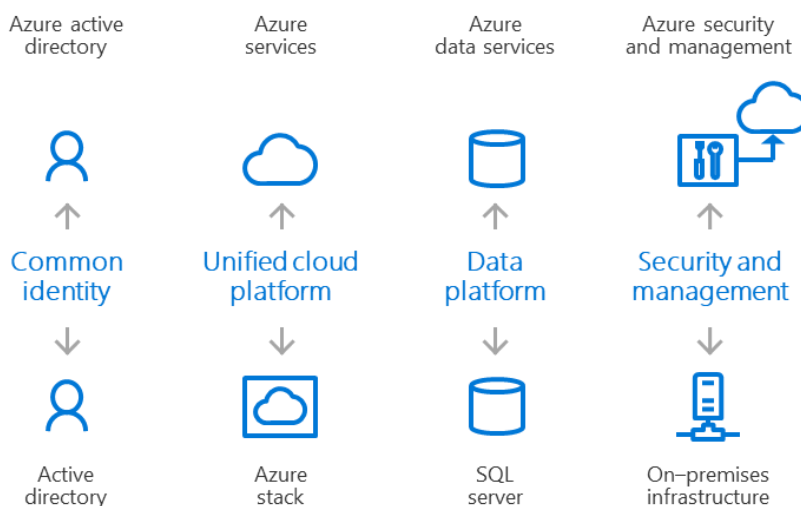 Azure active
directory
Azure
services
Azure
data services
Azure security
and management
Common
identity
Unified cloud
platform
Data
platform
Security and
management
Active
directory
Azure
stack
SQL
server
On–premises
infrastructure